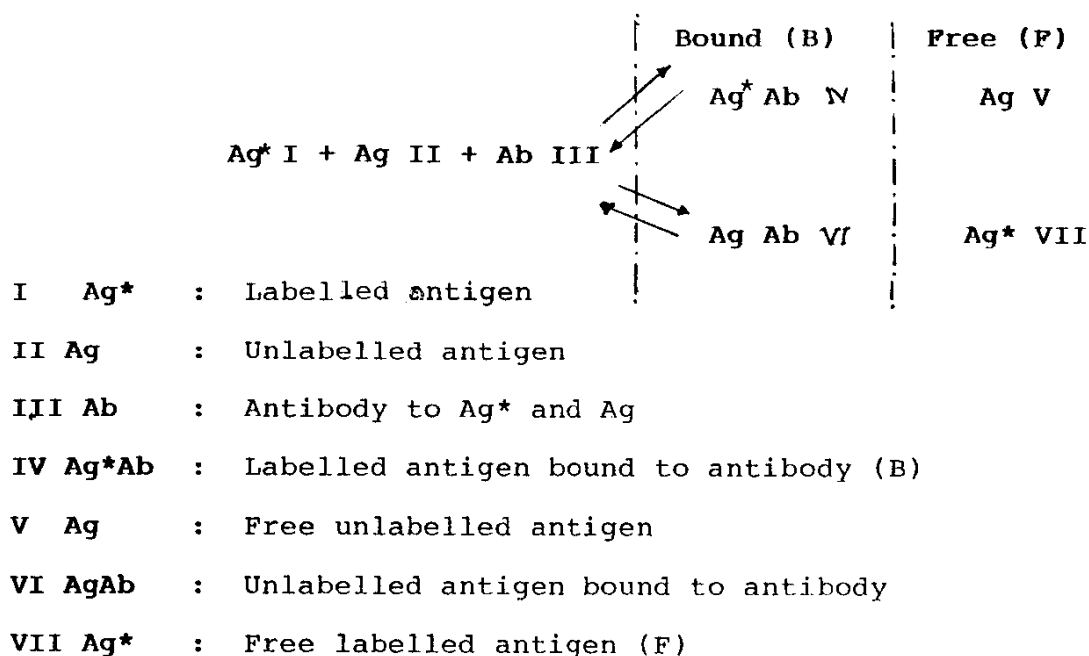 Bound (B) Free (F)
Ag* Ab IV Ag V
Ag* I + Ag II + Ab III
Ag Ab VI Ag* VII
I Ag* : Labelled antigen
II Ag : Unlabelled antigen
III Ab : Antibody to Ag* and Ag
IV Ag*Ab : Labelled antigen bound to antibody (B)
V Ag : Free unlabelled antigen
VI AgAb : Unlabelled antigen bound to antibody
VII Ag* : Free labelled antigen (F)